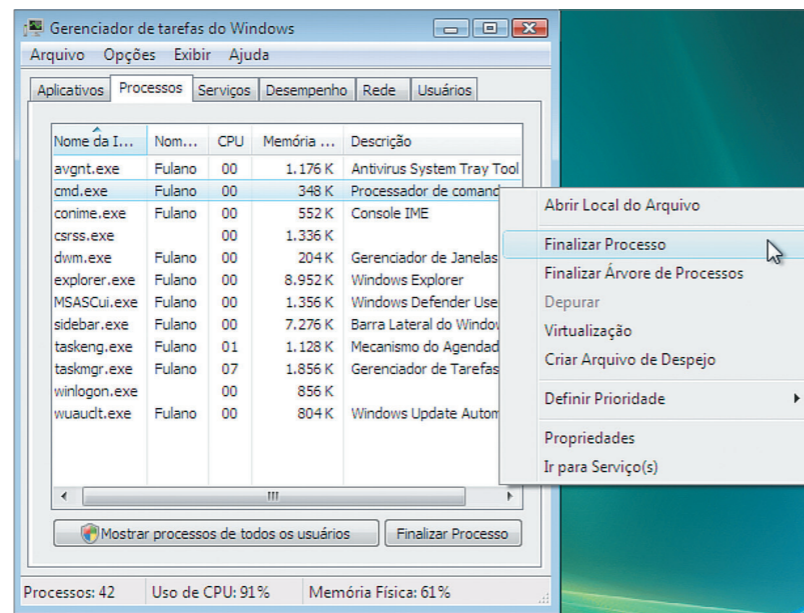 Gerenciador de tarefas do Windows
Arquivo Opções Exibir Ajuda
Aplicativos Processos Serviços Desempenho Rede Usuários
Nome da I... Nom... CPU Memória ... Descrição
avgnt.exe Fulano 00 1.176 K Antivirus System Tray Tool
cmd.exe Fulano 00 348 K Processador de comand
conime.exe Fulano 00 552 K Console IME
csrss.exe 00 1.336 K
dwm.exe Fulano 00 204 K Gerenciador de Janelas
explorer.exe Fulano 00 8.952 K Windows Explorer
MSASCui.exe Fulano 00 1.356 K Windows Defender Use
sidebar.exe Fulano 00 7.276 K Barra Lateral do Windo
taskeng.exe Fulano 01 1.128 K Mecanismo do Agendad
taskmgr.exe Fulano 07 1.856 K Gerenciador de Tarefas
winlogon.exe 00 856 K
wuauclt.exe Fulano 00 804 K Windows Update Autom
Mostrar processos de todos os usuários Finalizar Processo
Processos: 42 Uso de CPU: 91% Memória Física: 61%
Abrir Local do Arquivo
Finalizar Processo
Finalizar Árvore de Processos
Depurar
Virtualização
Criar Arquivo de Despejo
Definir Prioridade
Propriedades
Ir para Serviço(s)